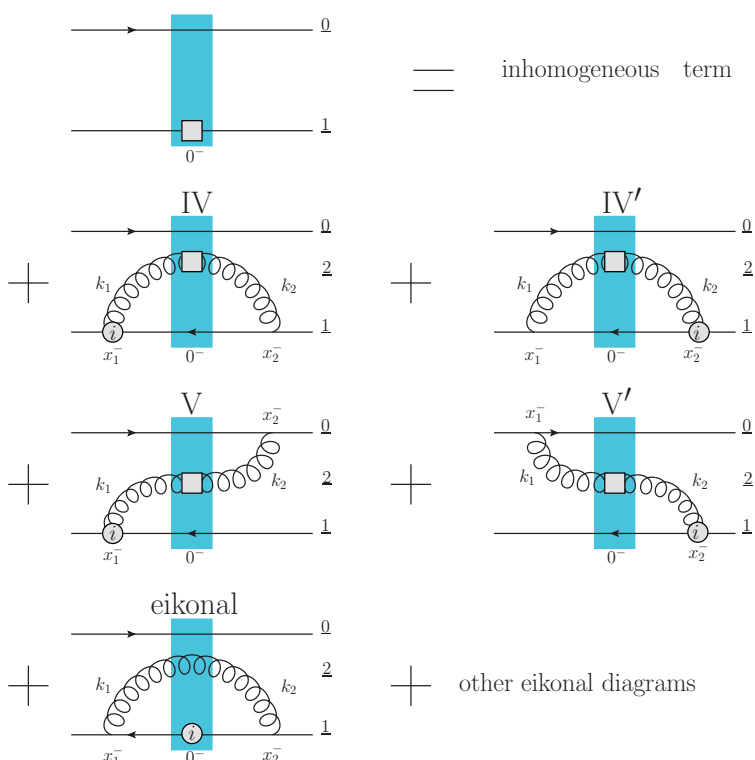 0
1
0⁻
= inhomogeneous term
IV
+ k₁ k₂ 0
2
i 1
x₁⁻ 0⁻ x₂⁻
IV′
+ k₁ k₂ 0
2
i 1
x₁⁻ 0⁻ x₂⁻
V
x₂⁻
+ k₁ k₂ 0
2
i 1
x₁⁻ 0⁻
V′
x₁⁻
+ k₁ k₂ 0
2
i 1
0⁻ x₂⁻
eikonal
+ k₁ k₂ 0
2
i 1
x₁⁻ 0⁻ x₂⁻
+ other eikonal diagrams